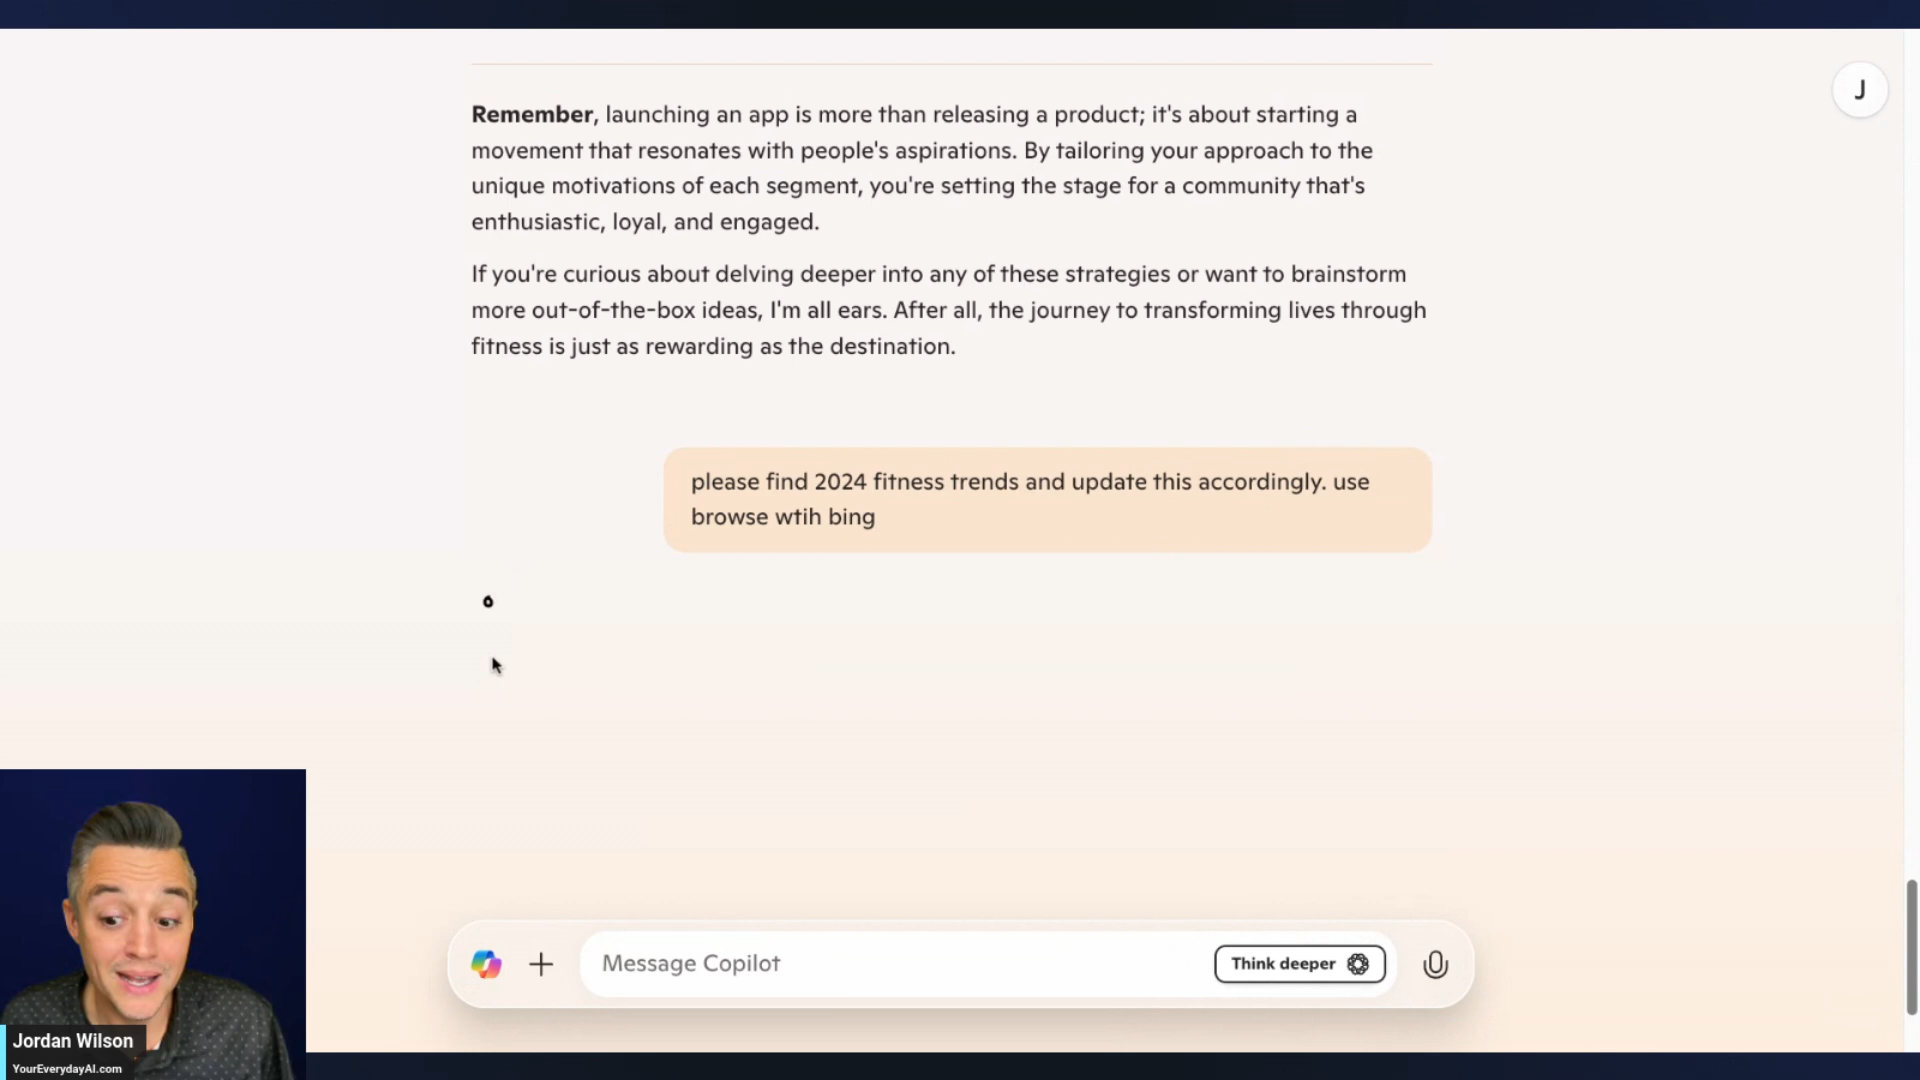 Remember, launching an app is more than releasing a product; it's about starting a
movement that resonates with people's aspirations. By tailoring your approach to the
unique motivations of each segment, you're setting the stage for a community that's
enthusiastic, loyal, and engaged.
If you're curious about delving deeper into any of these strategies or want to brainstorm
more out-of-the-box ideas, I'm all ears. After all, the journey to transforming lives through
fitness is just as rewarding as the destination.
J
please find 2024 fitness trends and update this accordingly. use
browse wtih bing
Message Copilot
Think deeper
Jordan Wilson
YourEverydayAI.com